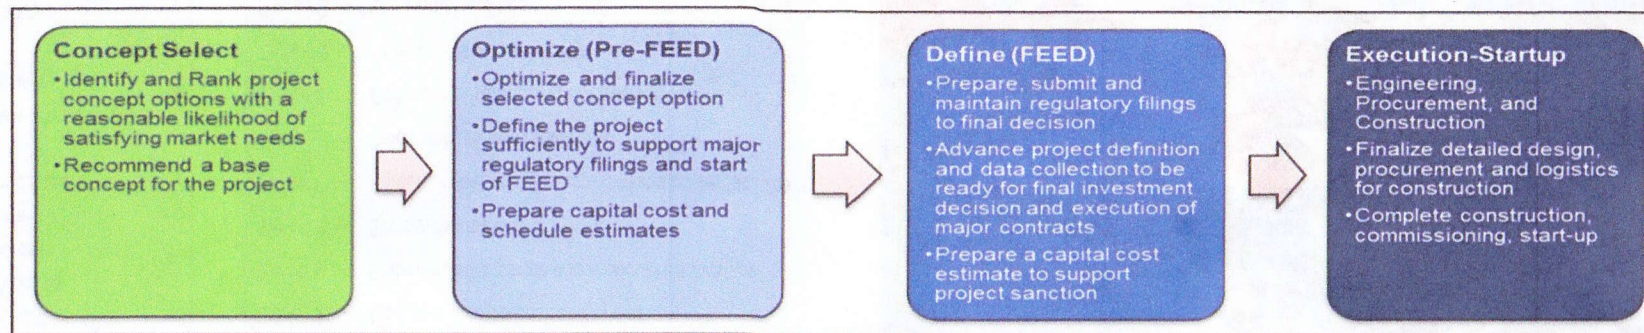 Concept Select
•Identify and Rank project
concept options with a
reasonable likelihood of
satisfying market needs
•Recommend a base
concept for the project
Optimize (Pre-FEED)
•Optimize and finalize
selected concept option
•Define the project
sufficiently to support major
regulatory filings and start
of FEED
•Prepare capital cost and
schedule estimates
Define (FEED)
•Prepare, submit and
maintain regulatory filings
to final decision
•Advance project definition
and data collection to be
ready for final investment
decision and execution of
major contracts
•Prepare a capital cost
estimate to support
project sanction
Execution-Startup
•Engineering,
Procurement, and
Construction
•Finalize detailed design,
procurement and logistics
for construction
•Complete construction,
commissioning, start-up